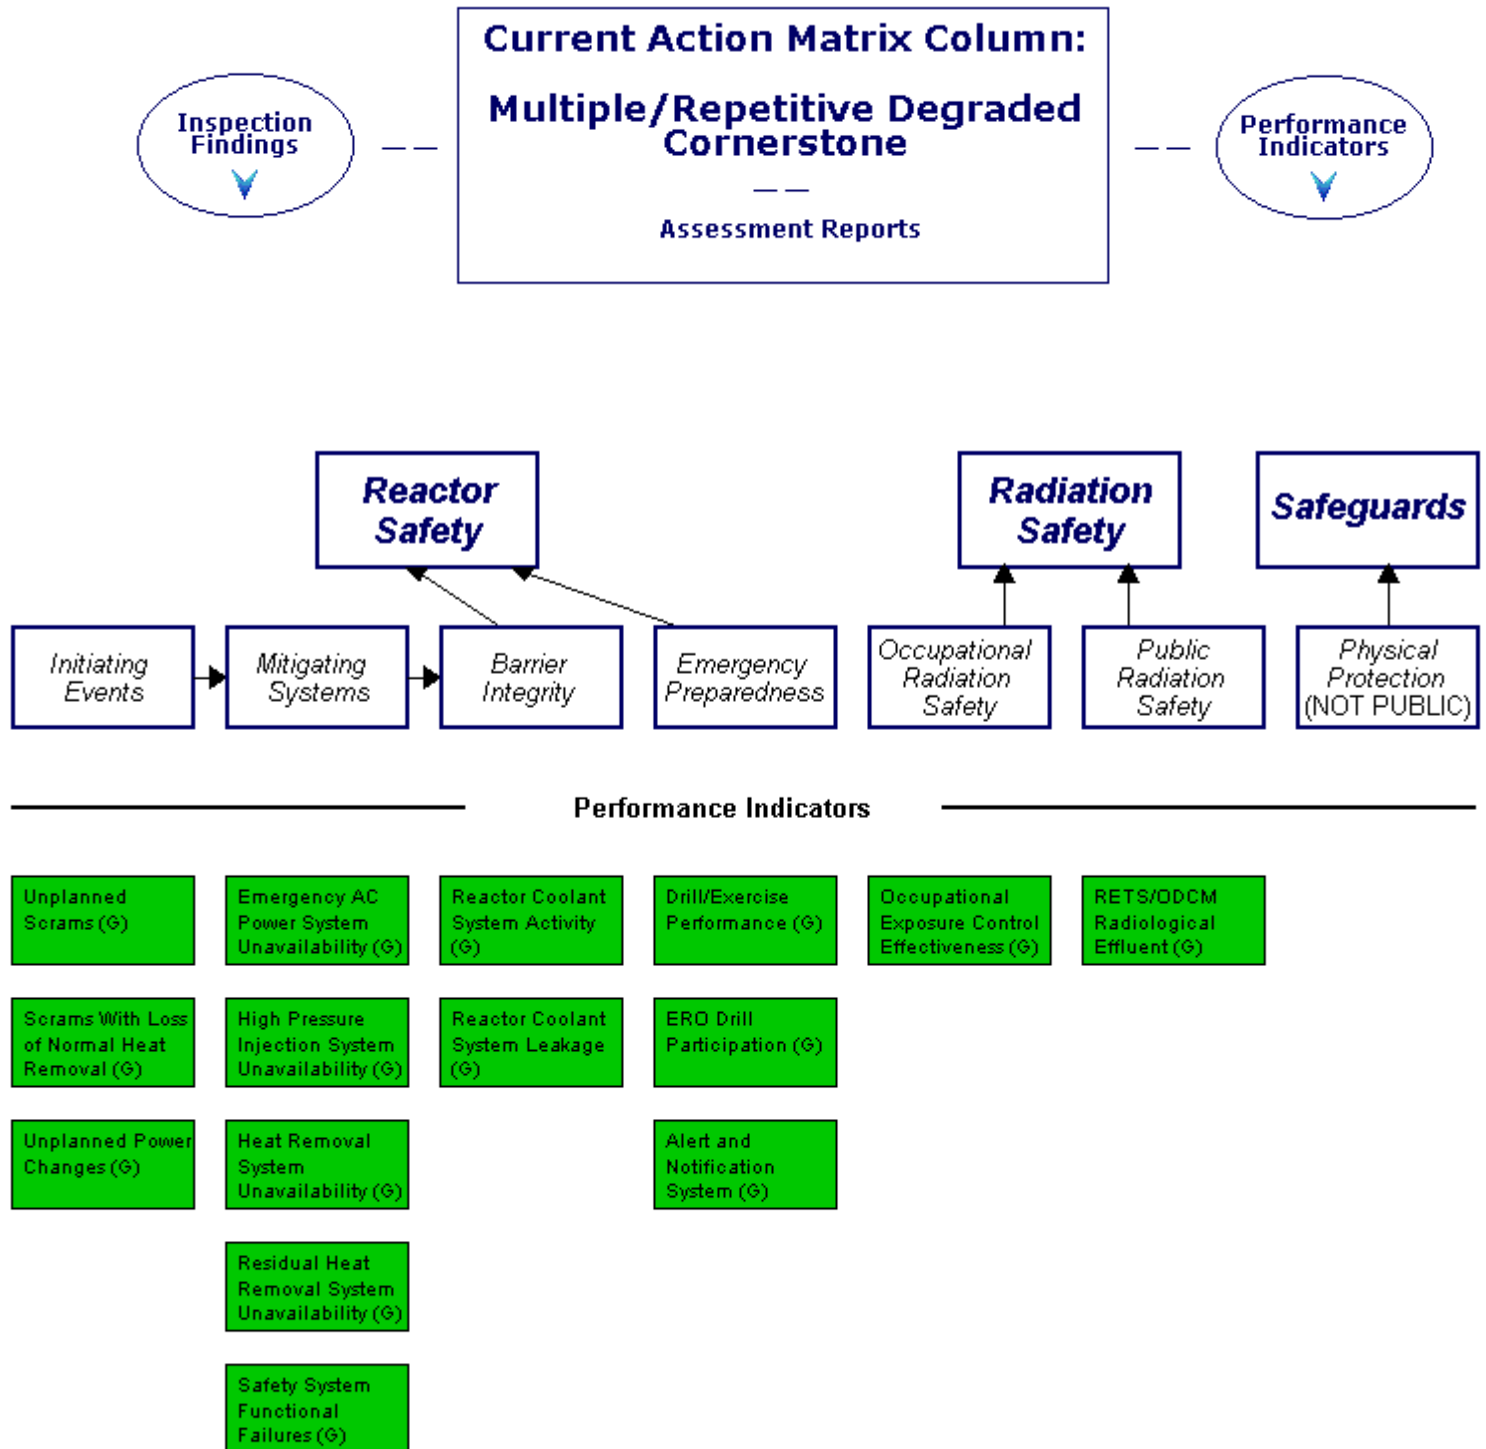 Current Action Matrix Column:
Multiple/Repetitive Degraded
Cornerstone
Assessment Reports
Inspection
Findings
Performance
Indicators
Reactor
Safety
Radiation
Safety
Safeguards
Initiating
Events
Mitigating
Systems
Barrier
Integrity
Emergency
Preparedness
Occupational
Radiation
Safety
Public
Radiation
Safety
Physical
Protection
(NOT PUBLIC)
Performance Indicators
Unplanned
Scrams (G)
Emergency AC
Power System
Unavailability (G)
Reactor Coolant
System Activity
(G)
Drill/Exercise
Performance (G)
Occupational
Exposure Control
Effectiveness (G)
RETS/ODCM
Radiological
Effluent (G)
Scrams With Loss
of Normal Heat
Removal (G)
High Pressure
Injection System
Unavailability (G)
Reactor Coolant
System Leakage
(G)
ERO Drill
Participation (G)
Unplanned Power
Changes (G)
Heat Removal
System
Unavailability (G)
Alert and
Notification
System (G)
Residual Heat
Removal System
Unavailability (G)
Safety System
Functional
Failures (G)